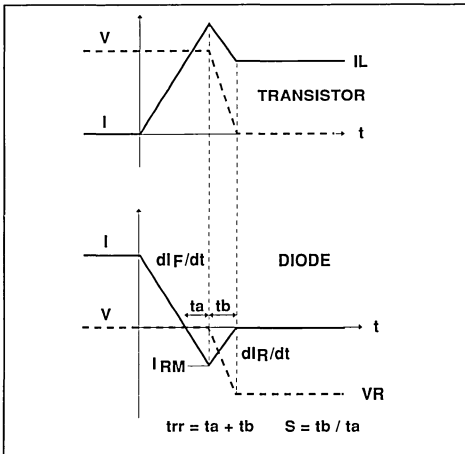 V
IL
TRANSISTOR
I
t
I
dIF/dt
DIODE
ta
tb
V
t
IRM
dIR/dt
VR
trr = ta + tb
S = tb / ta